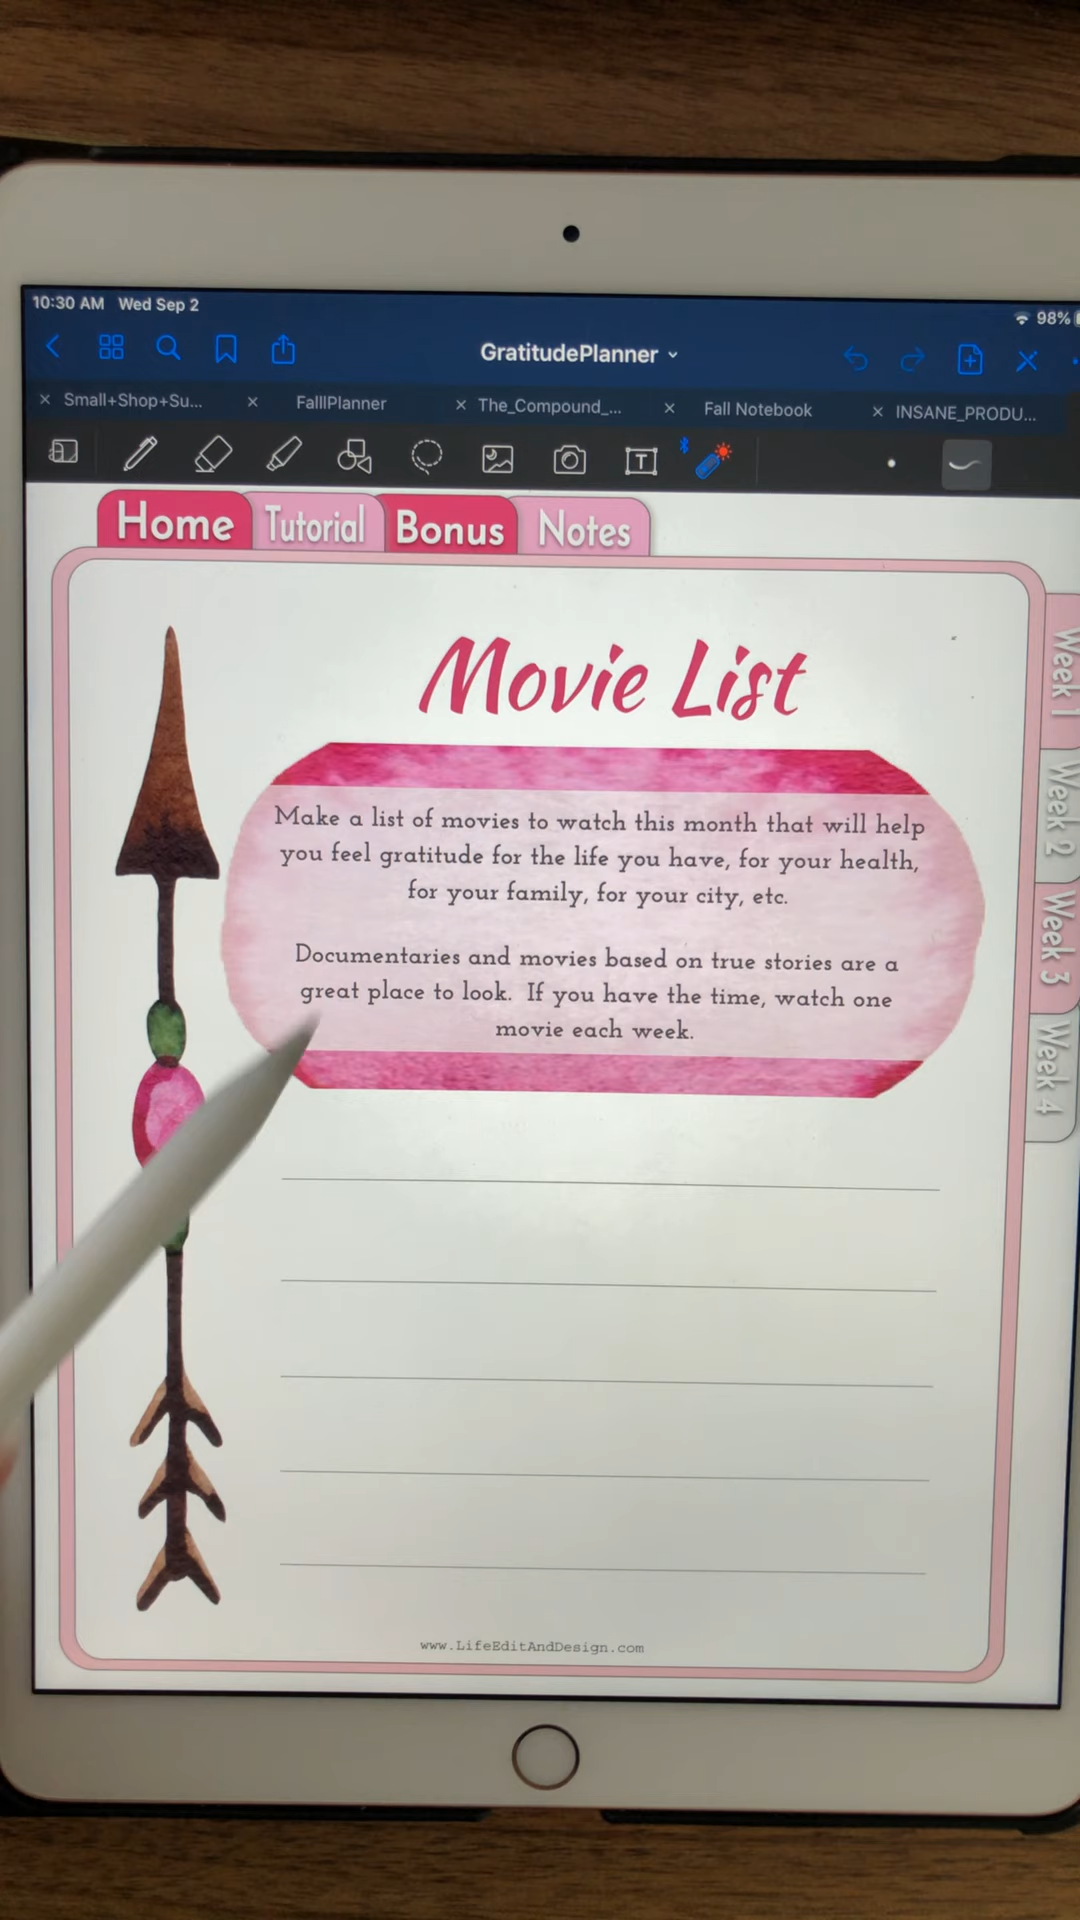 10:30 AM Wed Sep 2
98%
GratitudePlanner
Small+Shop+Su...
FalllPlanner
The_Compound_...
Fall Notebook
INSANE_PRODU...
T
Home Tutorial Bonus Notes
Movie List
Make a list of movies to watch this month that will help
you feel gratitude for the life you have, for your health,
for your family, for your city, etc.
Documentaries and movies based on true stories are a
great place to look. If you have the time, watch one
movie each week.
Week 1
Week 2
Week 3
Week 4
www.LifeEditAndDesign.com